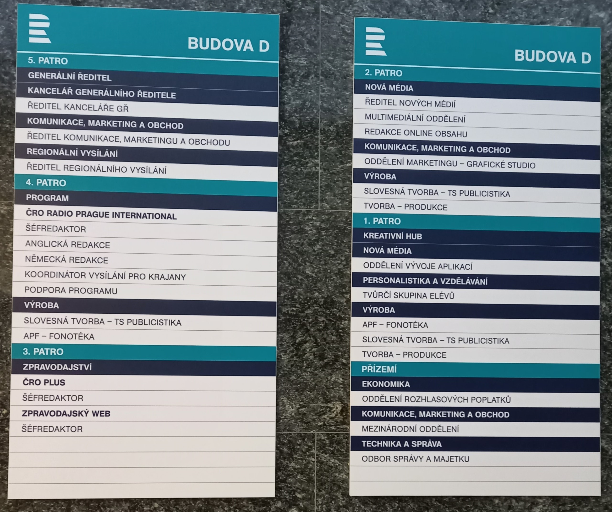 BUDOVA D
5. PATRO
GENERÁLNÍ ŘEDITEL
KANCELÁŘ GENERÁLNÍHO ŘEDITELE
ŘEDITEL KANCELÁŘE GŘ
KOMUNIKACE, MARKETING A OBCHOD
ŘEDITEL KOMUNIKACE, MARKETINGU A OBCHODU
REGIONÁLNÍ VYSÍLÁNÍ
ŘEDITEL REGIONÁLNÍHO VYSÍLÁNÍ
4. PATRO
PROGRAM
ČRO RADIO PRAGUE INTERNATIONAL
ŠÉFREDAKTOR
ANGLICKÁ REDAKCE
NĚMECKÁ REDAKCE
KOORDINÁTOR VYSÍLÁNÍ PRO KRAJANY
PODPORA PROGRAMU
VÝROBA
SLOVESNÁ TVORBA – TS PUBLICISTIKA
APF – FONOTÉKA
3. PATRO
ZPRAVODAJSTVÍ
ČRO PLUS
ŠÉFREDAKTOR
ZPRAVODAJSKÝ WEB
ŠÉFREDAKTOR
BUDOVA D
2. PATRO
NOVÁ MÉDIA
ŘEDITEL NOVÝCH MÉDIÍ
MULTIMEDIÁLNÍ ODDĚLENÍ
REDAKCE ONLINE OBSAHU
KOMUNIKACE, MARKETING A OBCHOD
ODDĚLENÍ MARKETINGU – GRAFICKÉ STUDIO
VÝROBA
SLOVESNÁ TVORBA – TS PUBLICISTIKA
TVORBA – PRODUKCE
1. PATRO
KREATIVNÍ HUB
NOVÁ MÉDIA
ODDĚLENÍ VÝVOJE APLIKACÍ
PERSONALISTIKA A VZDĚLÁVÁNÍ
TVŮRČÍ SKUPINA ELÉVŮ
VÝROBA
APF – FONOTÉKA
SLOVESNÁ TVORBA – TS PUBLICISTIKA
TVORBA – PRODUKCE
PŘÍZEMÍ
EKONOMIKA
ODDĚLENÍ ROZHLASOVÝCH POPLATKŮ
KOMUNIKACE, MARKETING A OBCHOD
MEZINÁRODNÍ ODDĚLENÍ
TECHNIKA A SPRÁVA
ODBOR SPRÁVY A MAJETKU